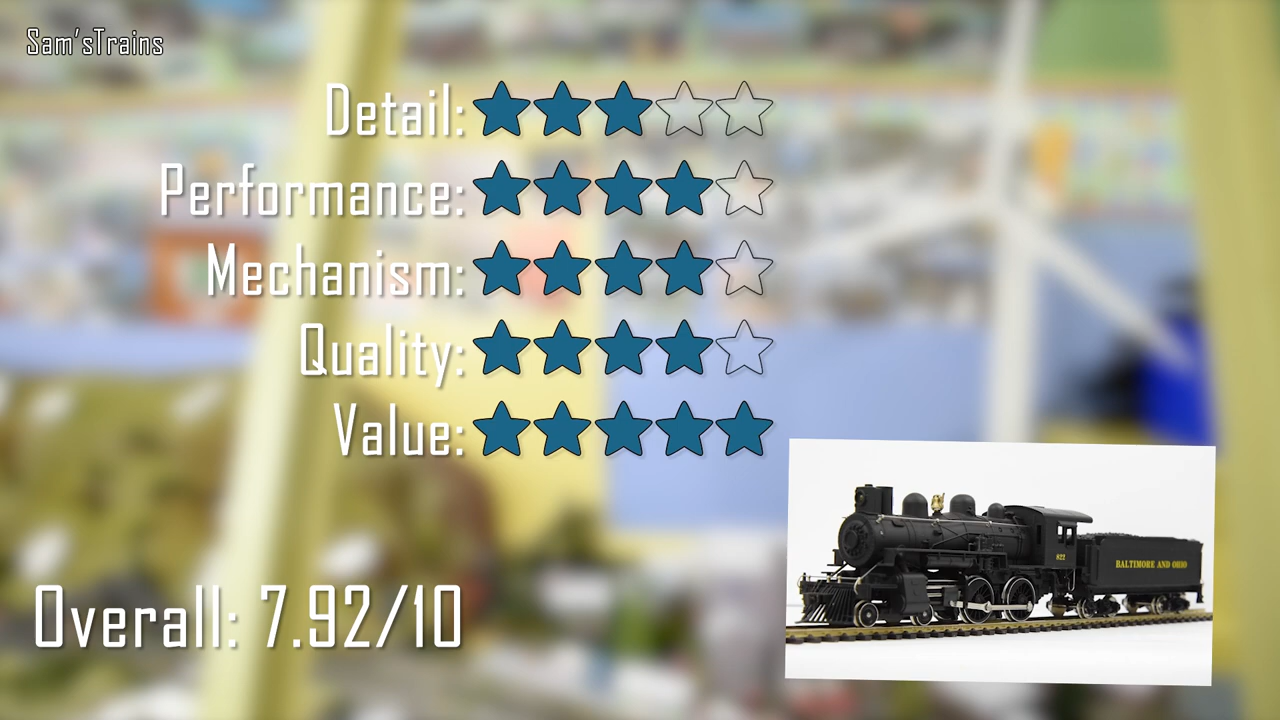 Sam'sTrains
Detail:
Performance:
Mechanism:
Quality:
Value:
Overall: 7.92/10
822
BALTIMORE AND OHIO